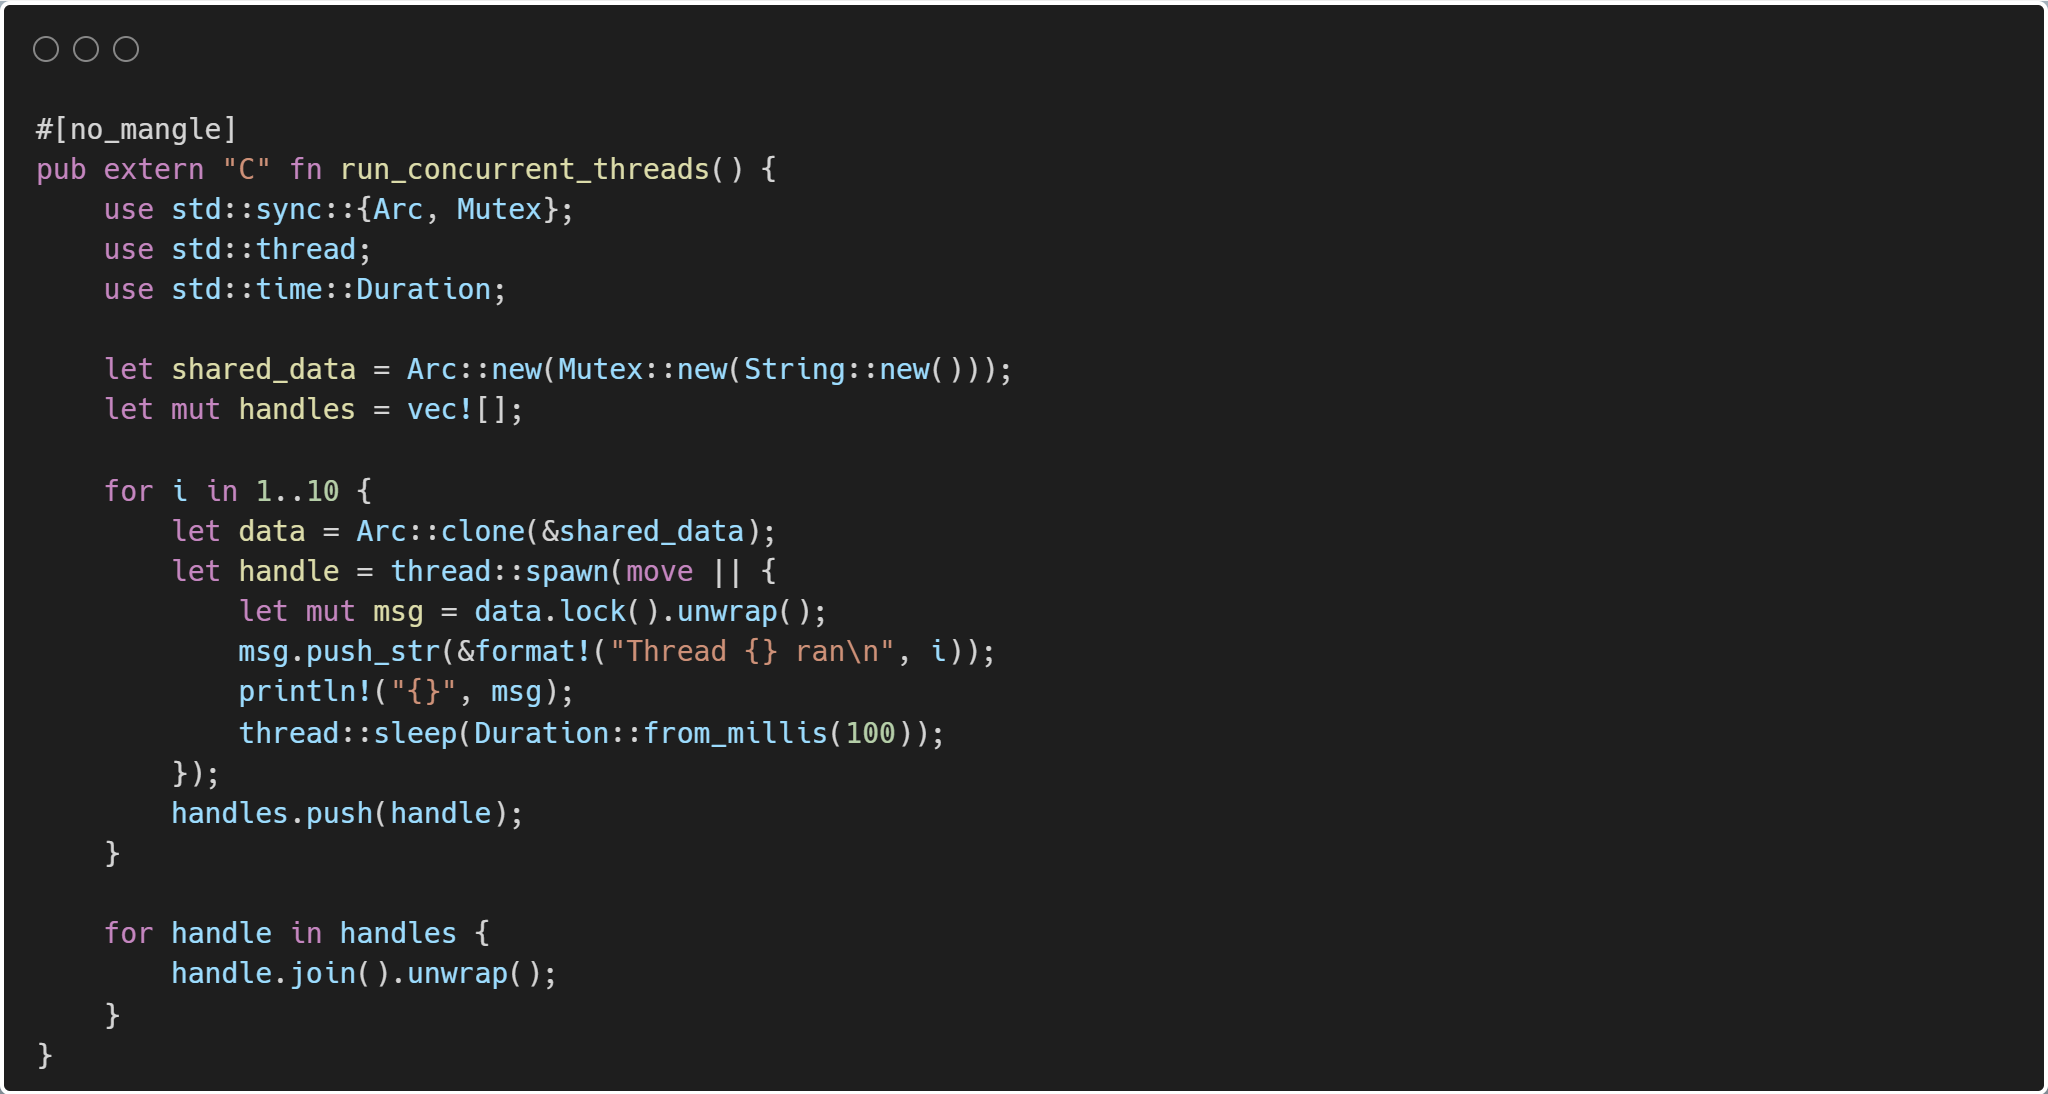 #[no_mangle]
pub extern "C" fn run_concurrent_threads() {
    use std::sync::{Arc, Mutex};
    use std::thread;
    use std::time::Duration;

    let shared_data = Arc::new(Mutex::new(String::new()));
    let mut handles = vec![];

    for i in 1..10 {
        let data = Arc::clone(&shared_data);
        let handle = thread::spawn(move || {
            let mut msg = data.lock().unwrap();
            msg.push_str(&format!("Thread {} ran\n", i));
            println!("{}", msg);
            thread::sleep(Duration::from_millis(100));
        });
        handles.push(handle);
    }

    for handle in handles {
        handle.join().unwrap();
    }
}